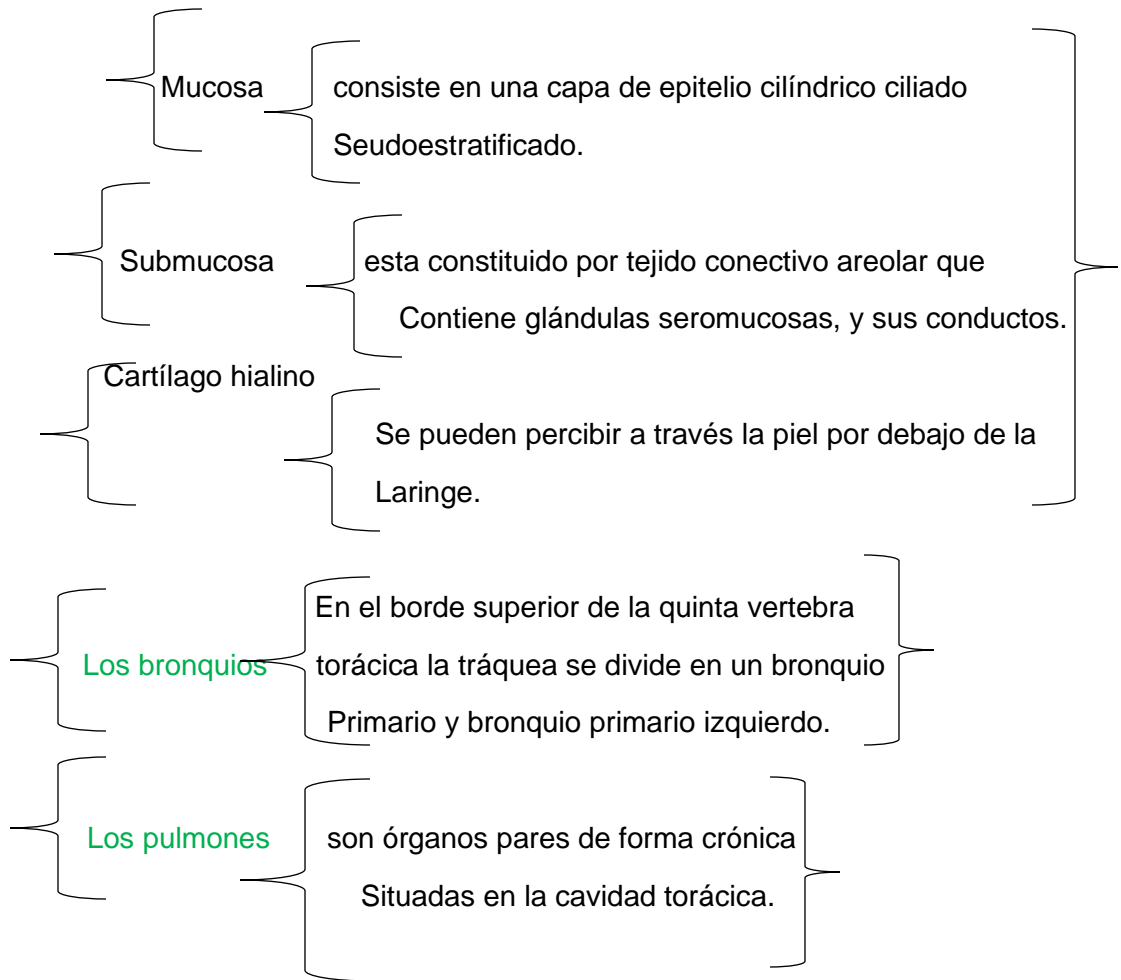 Mucosa consiste en una capa de epitelio cilíndrico ciliado
Seudoestratificado.
Submucosa esta constituido por tejido conectivo areolar que
Contiene glándulas seromucosas, y sus conductos.
Cartílago hialino
Se pueden percibir a través la piel por debajo de la
Laringe.
En el borde superior de la quinta vertebra
Los bronquios torácica la tráquea se divide en un bronquio
Primario y bronquio primario izquierdo.
Los pulmones son órganos pares de forma crónica
Situadas en la cavidad torácica.